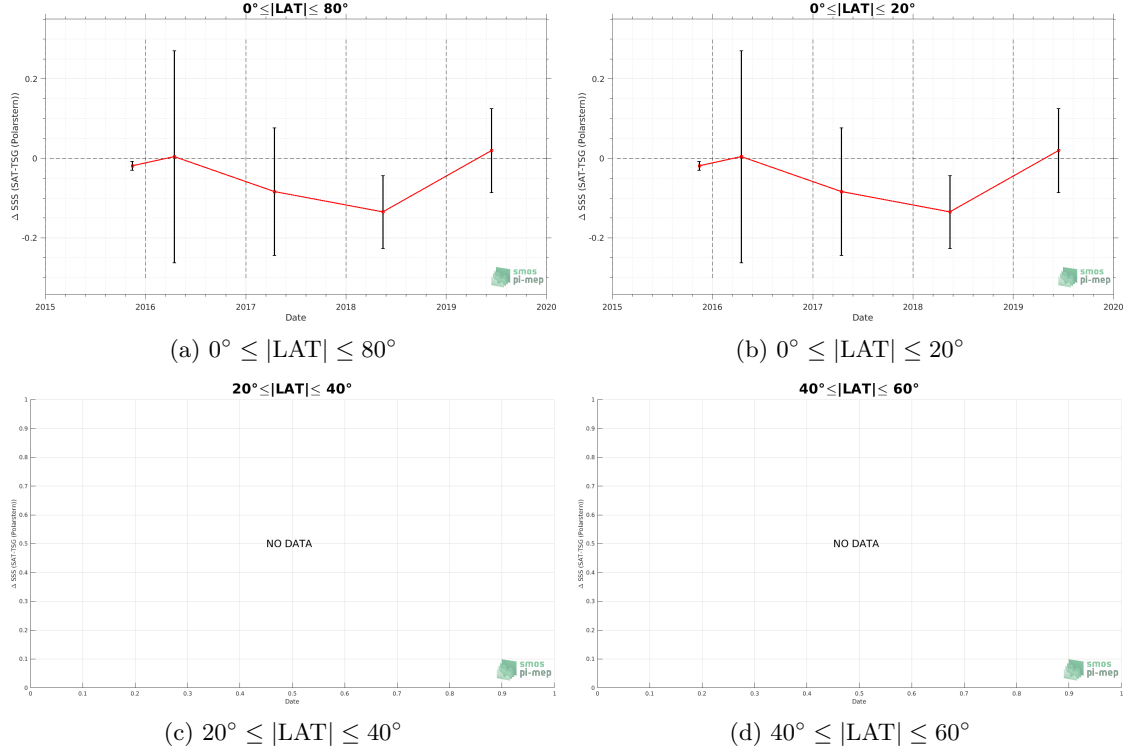 0°≤|LAT|≤ 80°
Δ SSS (SAT-TSG (Polarstern))
0.2
0
-0.2
2015 2016 2017 2018 2019 2020
Date
smos
pi-mep
(a) 0° ≤ |LAT| ≤ 80°
0°≤|LAT|≤ 20°
Δ SSS (SAT-TSG (Polarstern))
0.2
0
-0.2
2015 2016 2017 2018 2019 2020
Date
smos
pi-mep
(b) 0° ≤ |LAT| ≤ 20°
20°≤|LAT|≤ 40°
Δ SSS (SAT-TSG (Polarstern))
1
0.9
0.8
0.7
0.6
0.5
0.4
0.3
0.2
0.1
0
NO DATA
0 0.1 0.2 0.3 0.4 0.5 0.6 0.7 0.8 0.9 1
Date
smos
pi-mep
(c) 20° ≤ |LAT| ≤ 40°
40°≤|LAT|≤ 60°
Δ SSS (SAT-TSG (Polarstern))
1
0.9
0.8
0.7
0.6
0.5
0.4
0.3
0.2
0.1
0
NO DATA
0 0.1 0.2 0.3 0.4 0.5 0.6 0.7 0.8 0.9 1
Date
smos
pi-mep
(d) 40° ≤ |LAT| ≤ 60°